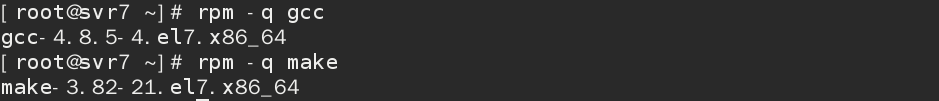 [root@svr7 ~]# rpm -q gcc
gcc-4.8.5-4.el7.x86_64
[root@svr7 ~]# rpm -q make
make-3.82-21.el7.x86_64